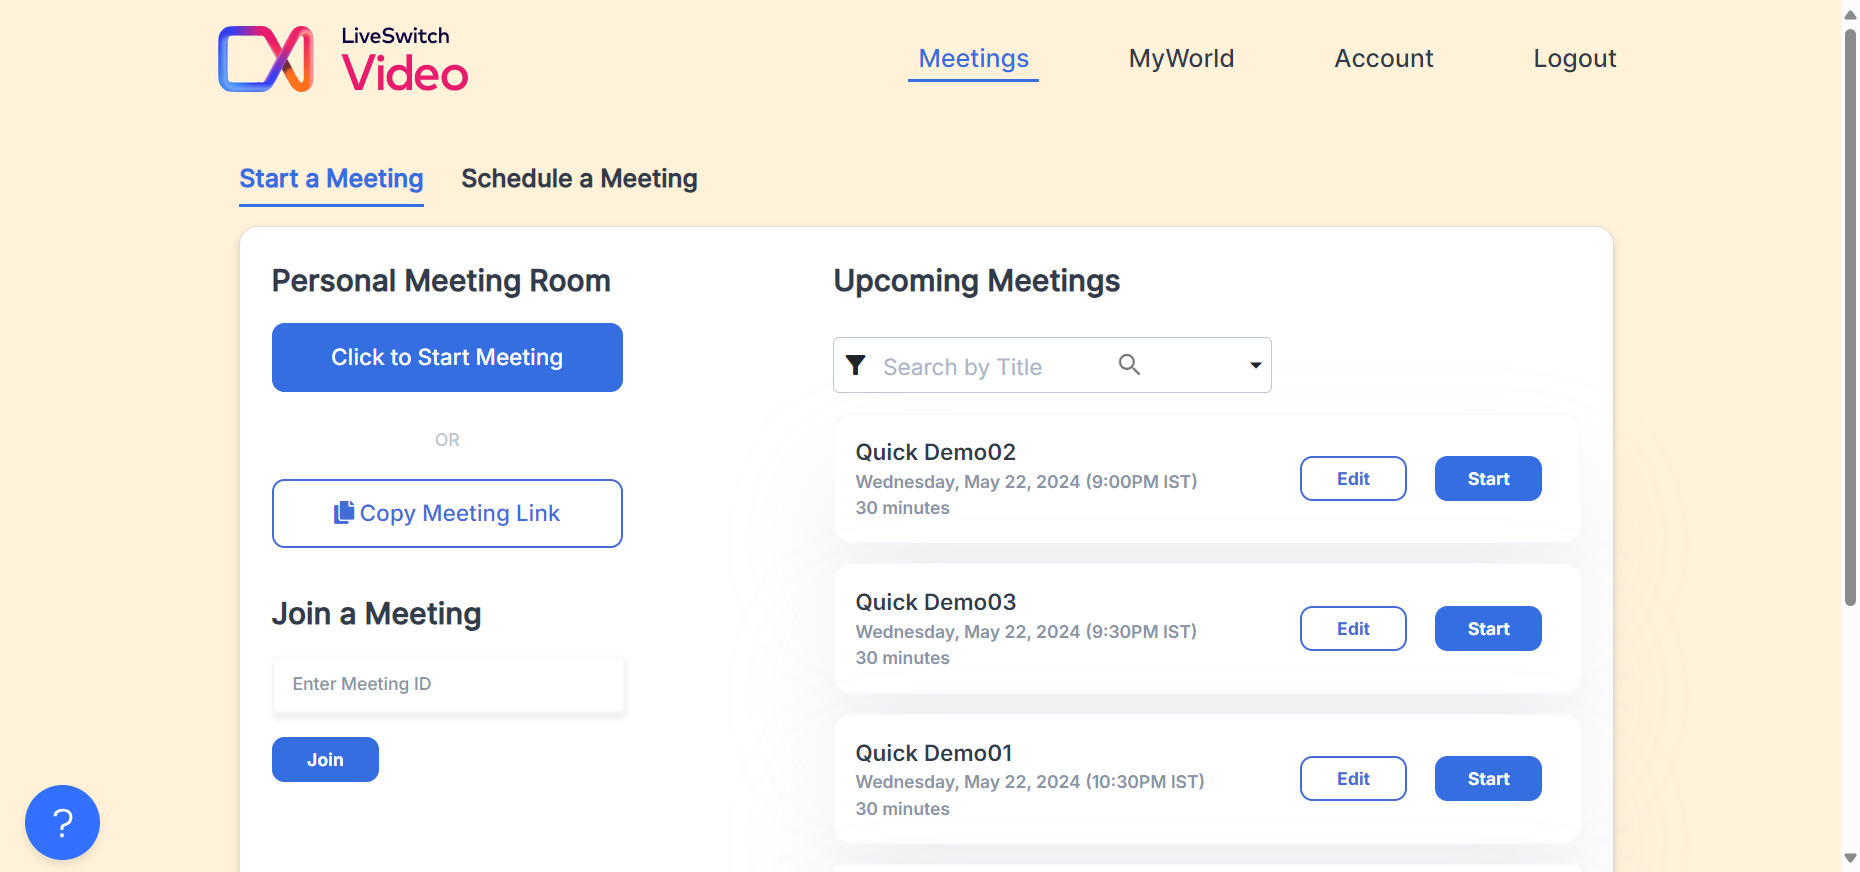 LiveSwitch
Video
Meetings
MyWorld
Account
Logout
Start a Meeting
Schedule a Meeting
Personal Meeting Room
Click to Start Meeting
OR
Copy Meeting Link
Join a Meeting
Enter Meeting ID
Join
?
Upcoming Meetings
Search by Title
Quick Demo02
Wednesday, May 22, 2024 (9:00PM IST)
30 minutes
Edit
Start
Quick Demo03
Wednesday, May 22, 2024 (9:30PM IST)
30 minutes
Edit
Start
Quick Demo01
Wednesday, May 22, 2024 (10:30PM IST)
30 minutes
Edit
Start